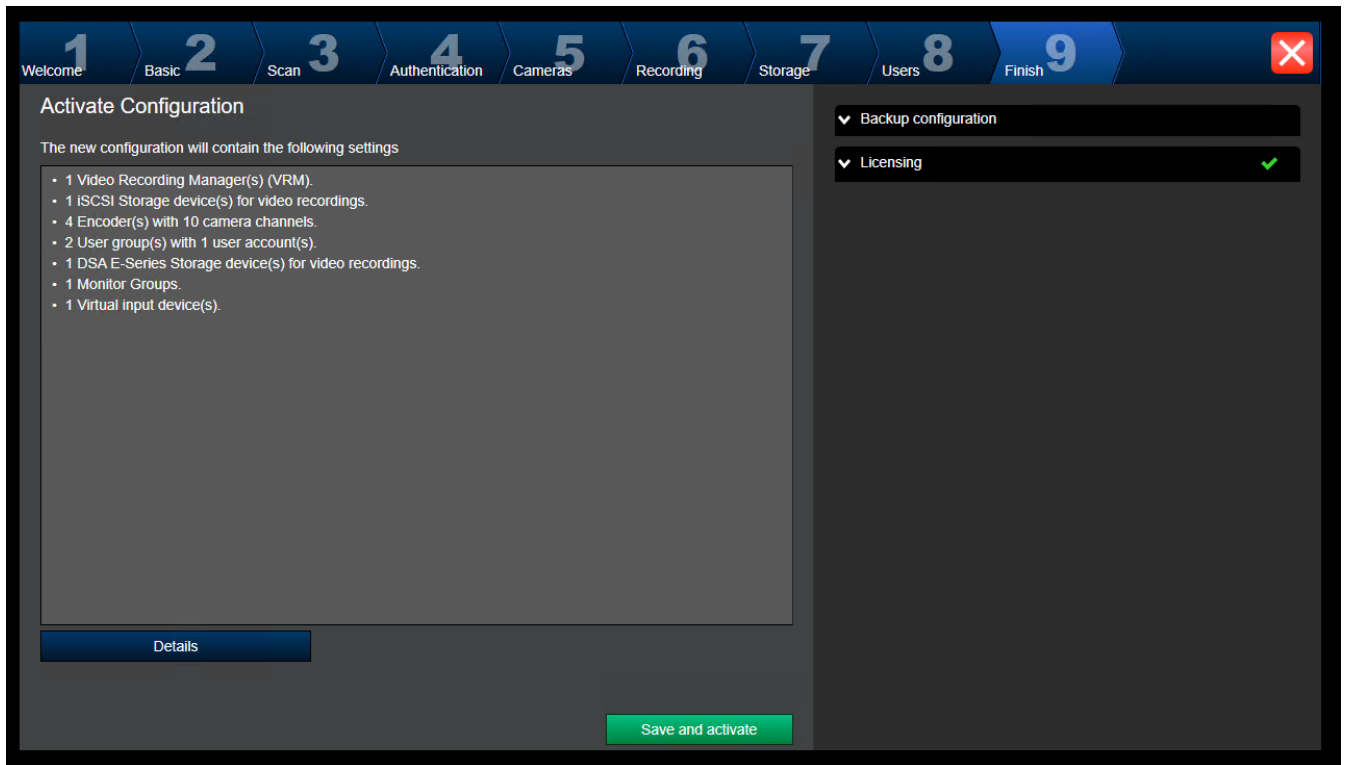 1 Welcome
2 Basic
3 Scan
4 Authentication
5 Cameras
6 Recording
7 Storage
8 Users
9 Finish
Activate Configuration
The new configuration will contain the following settings
• 1 Video Recording Manager(s) (VRM).
• 1 iSCSI Storage device(s) for video recordings.
• 4 Encoder(s) with 10 camera channels.
• 2 User group(s) with 1 user account(s).
• 1 DSA E-Series Storage device(s) for video recordings.
• 1 Monitor Groups.
• 1 Virtual input device(s).
Details
Save and activate
Backup configuration
Licensing